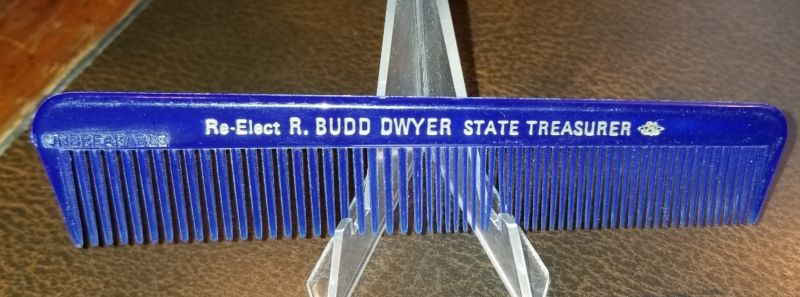 Re-Elect R. BUDD DWYER STATE TREASURER
UNBREAKABLE